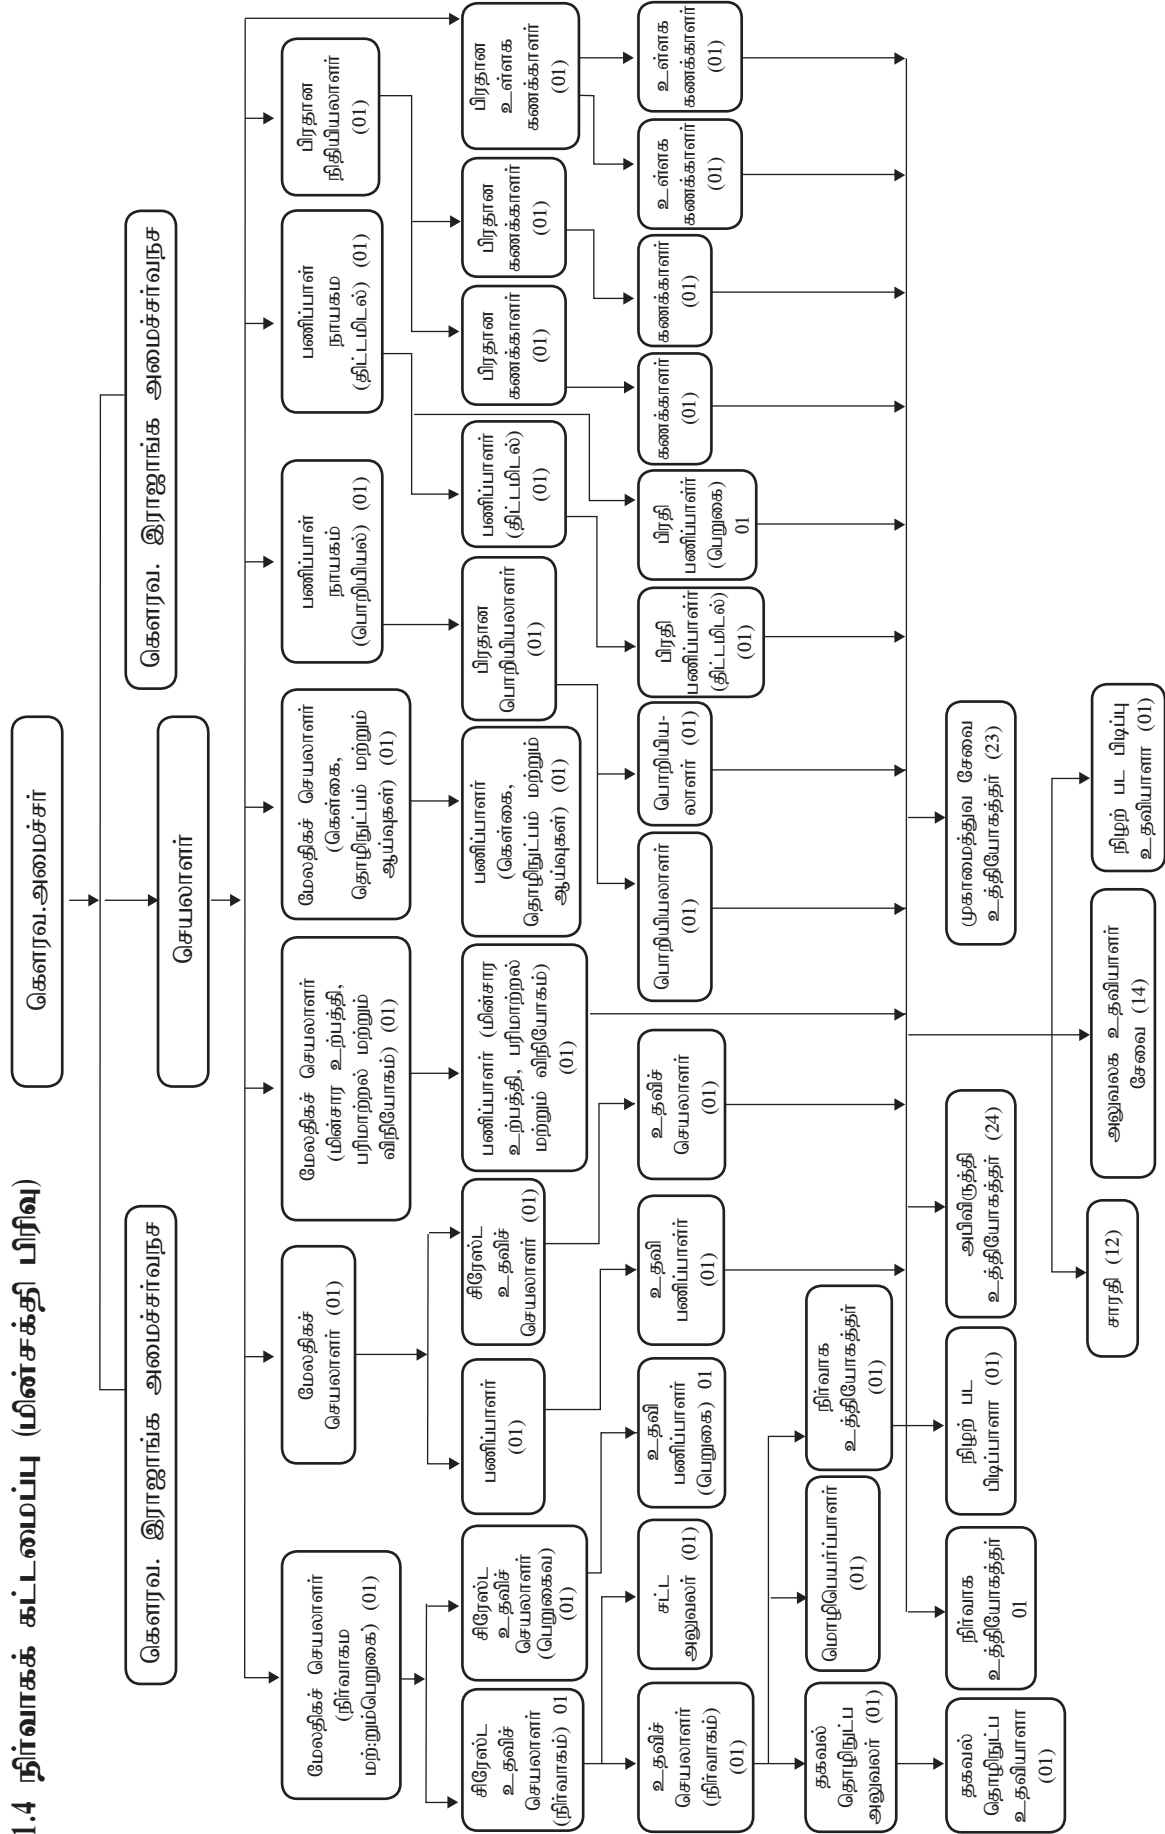 1.4 நிர்வாகக் கட்டமைப்பு (மின்சக்தி பிரிவு)
கௌரவ.அமைச்சர்
கௌரவ. இராஜாங்க அமைச்சர்வநச
கௌரவ. இராஜாங்க அமைச்சர்வநச
செயலாளர்
மேலதிகச் செயலாளர்
(நிர்வாகம
மற்:றும்பெறுகை) (01)
மேலதிகச்
செயலாளர் (01)
மேலதிகச் செயலாளர்
(மின்சார உற்பத்தி,
பரிமாற்றல் மற்றும்
விநியோகம்) (01)
மேலதிகச் செயலாளர்
(கெள்கை,
தொழிநுட்பம் மற்றும்
ஆய்வுகள்) (01)
பணிப்பாள்
நாயகம்
(பொறியியல்) (01)
பணிப்பாள்
நாயகம
(திட்டமிடல்) (01)
பிரதான
நிதியியலாளர்
(01)
சிரேஸ்ட
உதவிச்
செயலாளர்
(நிர்வாகம்) 01
சிரேஸ்ட
உதவிச்
செயலாளர்
(பெறுகைவ)
(01)
பணிப்பாளர்
(01)
சிரேஸ்ட
உதவிச்
செயலாளர் (01)
பணிப்பாளர் (மின்சார
உற்பத்தி, பரிமாற்றல்
மற்றும் விநியோகம்)
(01)
பணிப்பாளர்
(கெள்கை,
தொழிநுட்பம் மற்றும்
ஆய்வுகள்) (01)
பிரதான
பொறியியலாளர்
(01)
பணிப்பாளர்
(திட்டமிடல்)
(01)
பிரதான
கணக்காளர்
(01)
பிரதான
கணக்காளர்
(01)
பிரதான
உள்ளக
கணக்காளர்
(01)
உதவிச்
செயலாளர்
(நிர்வாகம்)
(01)
சட்ட
அலுவலர் (01)
உதவி
பணிப்பாளர்
(பெறுகை) 01
உதவி
பணிப்பாளர்
(01)
உதவிச்
செயலாளர்
(01)
பொறியியலாளர்
(01)
பொறியிய-
லாளர் (01)
பிரதி
பணிப்பாள்ர்
(திட்டமிடல்)
(01)
பிரதி
பணிப்பாள்ர்
(பெறுகை)
01
கணக்காளர்
(01)
கணக்காளர்
(01)
உள்ளக
கணக்காளர்
(01)
உள்ளக
கணக்காளர்
(01)
தகவல்
தொழிநுட்ப
அலுவலர் (01)
மொழிபெயர்ப்பாளர்
(01)
நிர்வாக
உத்தியோகத்தர்
(01)
தகவல்
தொழிநுட்ப
உதவியாளா
(01)
நிர்வாக
உத்தியோகத்தர்
01
நிழற் பட
பிடிப்பாளா (01)
அபிவிருத்தி
உத்தியோகத்தர் (24)
முகாமைத்துவ சேவை
உத்தியோகத்தர் (23)
சாரதி (12)
அலுவலக உதவியாளர்
சேவை (14)
நிழற் பட பிடிப்பு
உதவியாளா (01)